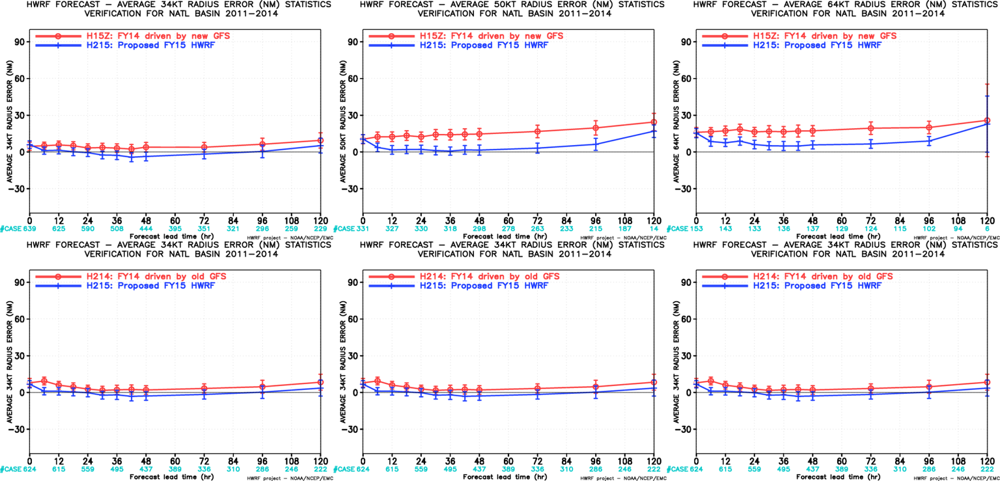 HWRF FORECAST — AVERAGE 34KT RADIUS ERROR (NM) STATISTICS
VERIFICATION FOR NATL BASIN 2011—2014
H15Z: FY14 driven by new GFS
H215: Proposed FY15 HWRF
AVERAGE 34KT RADIUS ERROR (NM)
90
60
30
0
—30
0 12 24 36 48 60 72 84 96 108 120
#CASE 639 625 590 508 444 395 351 321 296 259 229
Forecast lead time (hr)
HWRF project — NOAA/NCEP/EMC
HWRF FORECAST — AVERAGE 50KT RADIUS ERROR (NM) STATISTICS
VERIFICATION FOR NATL BASIN 2011—2014
H15Z: FY14 driven by new GFS
H215: Proposed FY15 HWRF
AVERAGE 50KT RADIUS ERROR (NM)
90
60
30
0
—30
0 12 24 36 48 60 72 84 96 108 120
#CASE 331 327 330 318 298 278 263 233 215 187 14
Forecast lead time (hr)
HWRF project — NOAA/NCEP/EMC
HWRF FORECAST — AVERAGE 64KT RADIUS ERROR (NM) STATISTICS
VERIFICATION FOR NATL BASIN 2011—2014
H15Z: FY14 driven by new GFS
H215: Proposed FY15 HWRF
AVERAGE 64KT RADIUS ERROR (NM)
90
60
30
0
—30
0 12 24 36 48 60 72 84 96 108 120
#CASE 153 143 133 136 137 129 124 115 102 94 6
Forecast lead time (hr)
HWRF project — NOAA/NCEP/EMC
HWRF FORECAST — AVERAGE 34KT RADIUS ERROR (NM) STATISTICS
VERIFICATION FOR NATL BASIN 2011—2014
H214: FY14 driven by old GFS
H215: Proposed FY15 HWRF
AVERAGE 34KT RADIUS ERROR (NM)
90
60
30
0
—30
0 12 24 36 48 60 72 84 96 108 120
#CASE 624 615 559 495 437 389 336 310 286 246 222
Forecast lead time (hr)
HWRF project — NOAA/NCEP/EMC
HWRF FORECAST — AVERAGE 34KT RADIUS ERROR (NM) STATISTICS
VERIFICATION FOR NATL BASIN 2011—2014
H214: FY14 driven by old GFS
H215: Proposed FY15 HWRF
AVERAGE 34KT RADIUS ERROR (NM)
90
60
30
0
—30
0 12 24 36 48 60 72 84 96 108 120
#CASE 624 615 559 495 437 389 336 310 286 246 222
Forecast lead time (hr)
HWRF project — NOAA/NCEP/EMC
HWRF FORECAST — AVERAGE 34KT RADIUS ERROR (NM) STATISTICS
VERIFICATION FOR NATL BASIN 2011—2014
H214: FY14 driven by old GFS
H215: Proposed FY15 HWRF
AVERAGE 34KT RADIUS ERROR (NM)
90
60
30
0
—30
0 12 24 36 48 60 72 84 96 108 120
#CASE 624 615 559 495 437 389 336 310 286 246 222
Forecast lead time (hr)
HWRF project — NOAA/NCEP/EMC